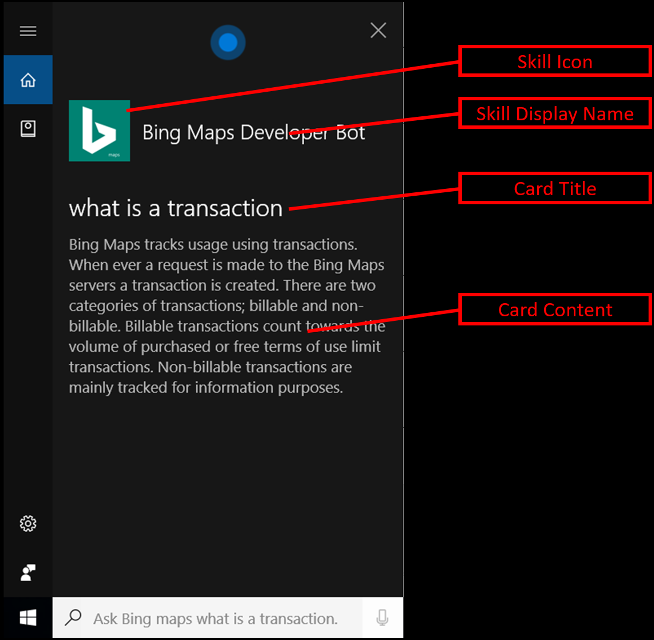 Skill Icon
maps
Bing Maps Developer Bot
Skill Display Name
what is a transaction
Card Title
Bing Maps tracks usage using transactions.
When ever a request is made to the Bing Maps
servers a transaction is created. There are two
categories of transactions; billable and non-
billable. Billable transactions count towards the
volume of purchased or free terms of use limit
transactions. Non-billable transactions are
mainly tracked for information purposes.
Card Content
Ask Bing maps what is a transaction.